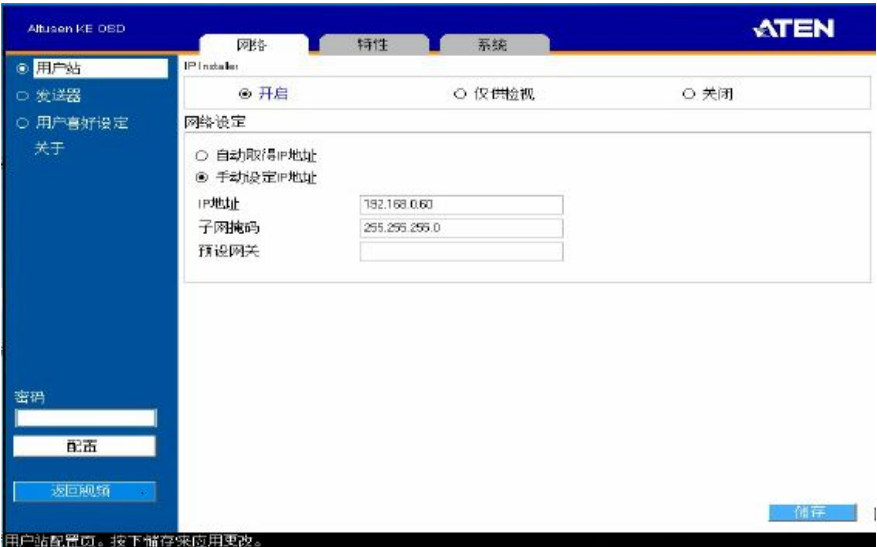 Altusen KE OSD
ATEN
网络 特性 系统
用户站
发送器
用户喜好设定
关于
IP Installer
开启 仅供检视 关闭
网络设定
自动取得IP地址
手动设定IP地址
IP地址 192.168.0.60
子网掩码 255.255.255.0
预设网关
密码
配置
返回视频
储存
用户站配置页。按下储存来应用更改。